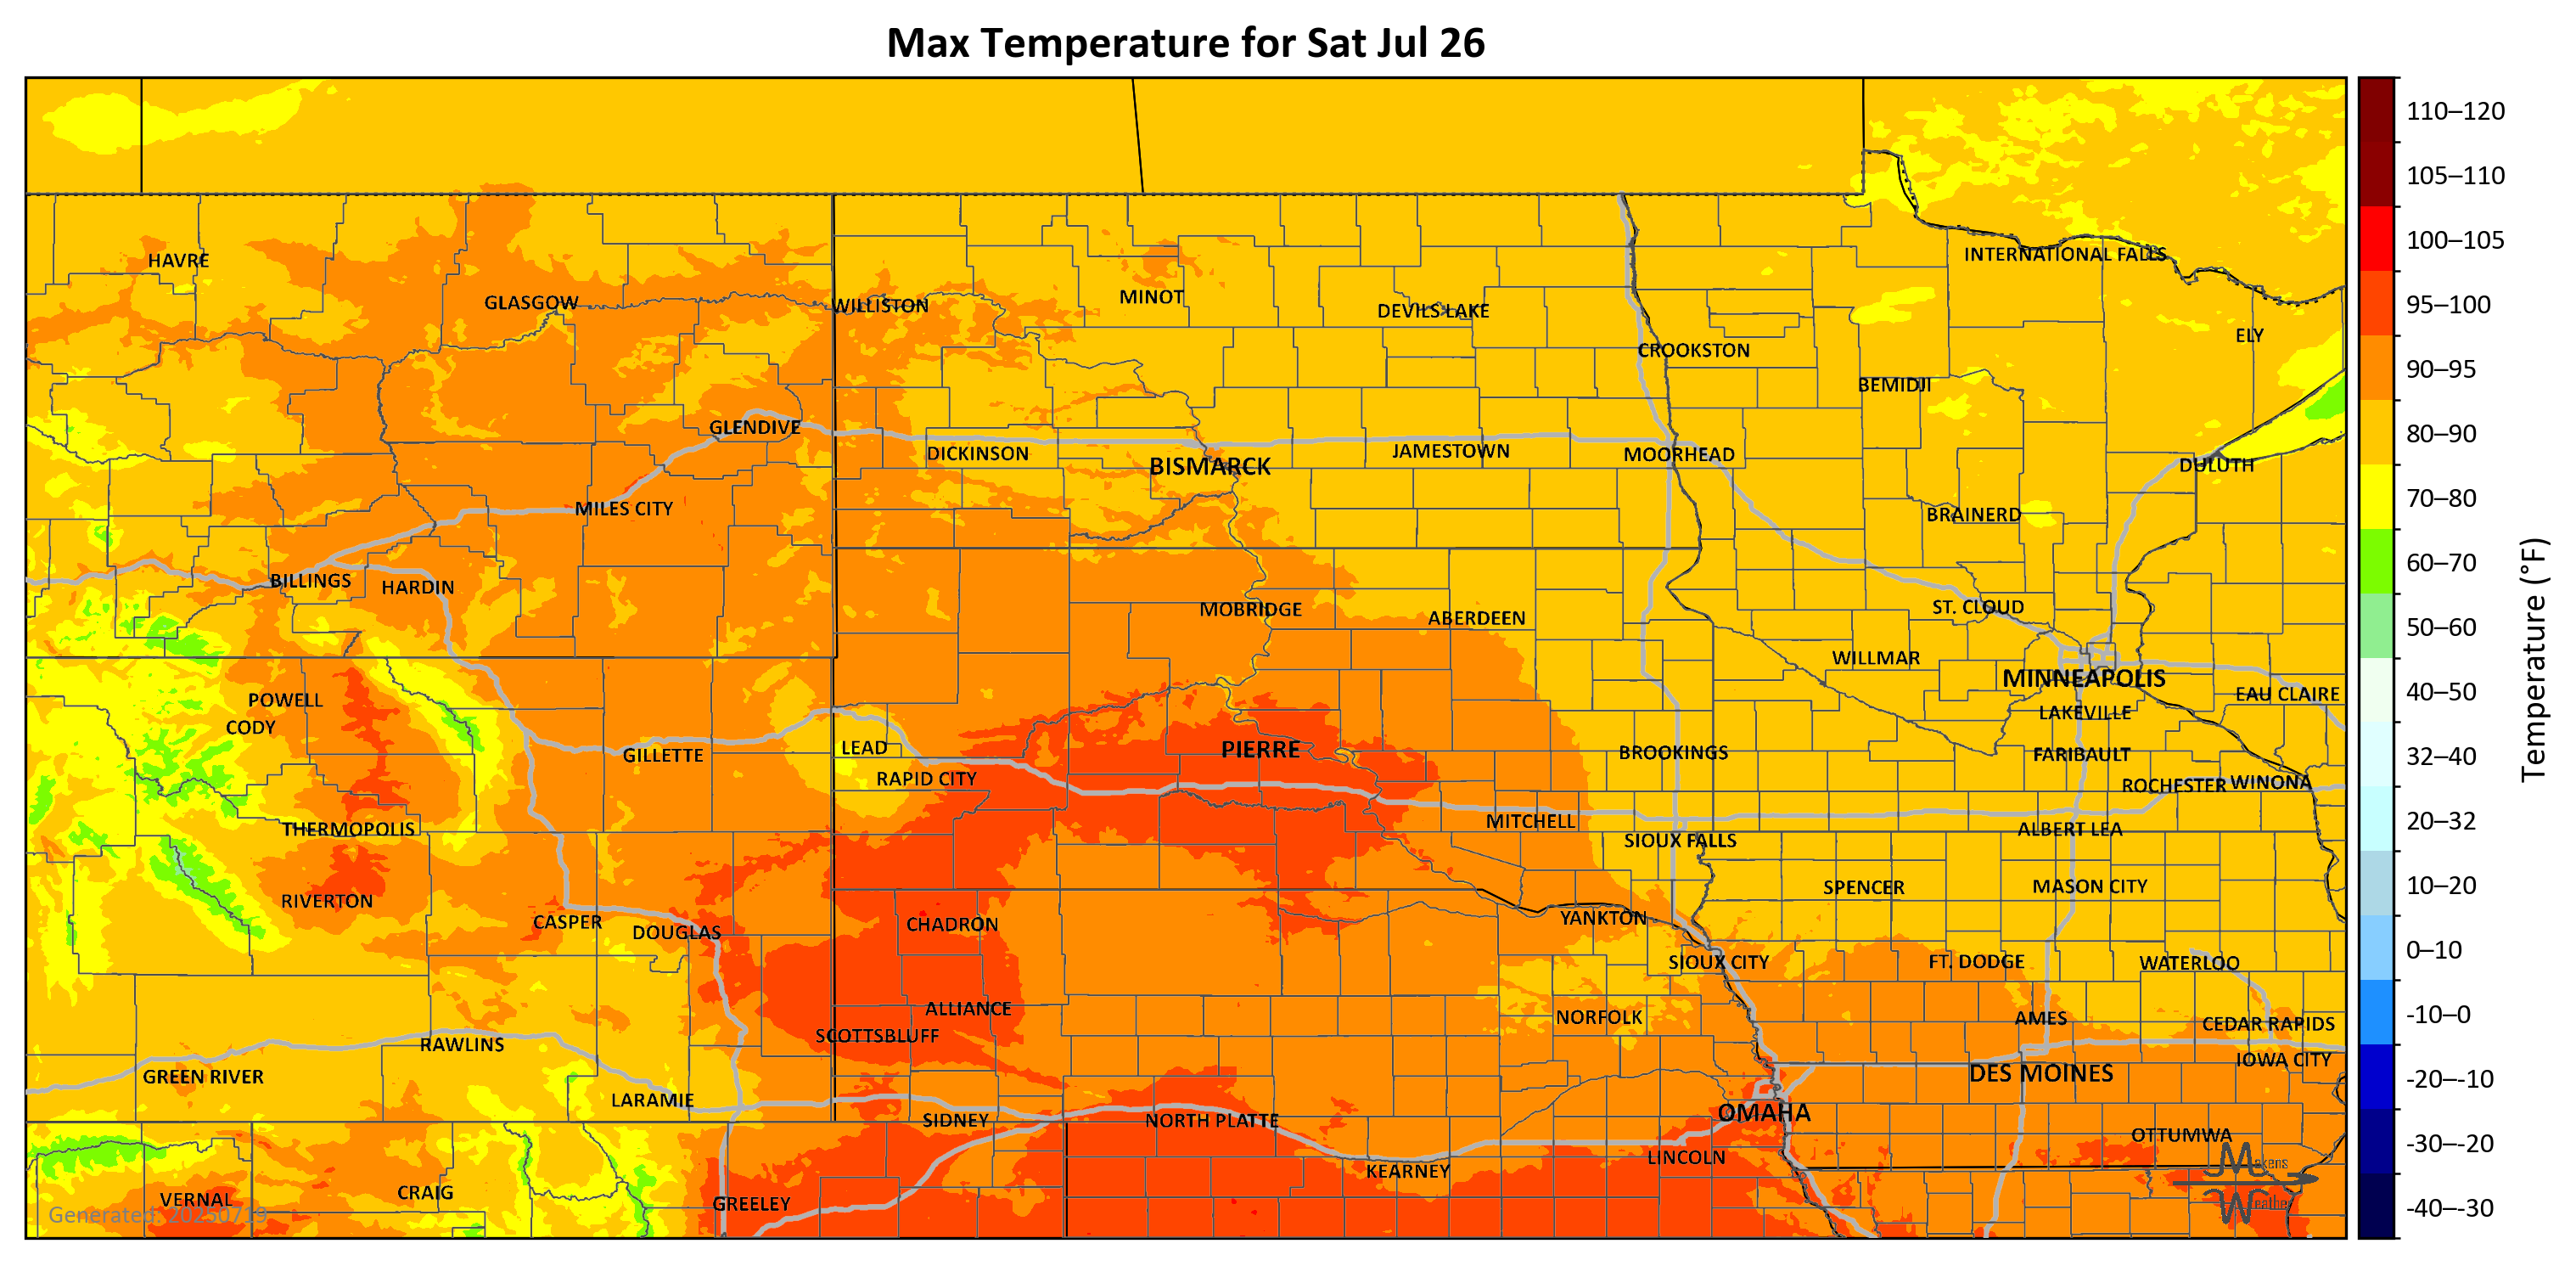 Max Temperature for Sat Jul 26
HAVRE
GLASGOW
WILLISTON
MINOT
DEVILS LAKE
CROOKSTON
INTERNATIONAL FALLS
ELY
BEMIDJI
GLENDIVE
DICKINSON
BISMARCK
JAMESTOWN
MOORHEAD
DULUTH
MILES CITY
BRAINERD
BILLINGS
HARDIN
MOBRIDGE
ABERDEEN
ST. CLOUD
WILLMAR
MINNEAPOLIS
EAU CLAIRE
POWELL
CODY
LAKEVILLE
GILLETTE
LEAD
RAPID CITY
PIERRE
BROOKINGS
FARIBAULT
ROCHESTER
WINONA
THERMOPOLIS
MITCHELL
SIOUX FALLS
ALBERT LEA
RIVERTON
CASPER
DOUGLAS
CHADRON
YANKTON
SPENCER
MASON CITY
SIOUX CITY
FT. DODGE
WATERLOO
ALLIANCE
SCOTTSBLUFF
NORFOLK
AMES
CEDAR RAPIDS
RAWLINS
GREEN RIVER
IOWA CITY
DES MOINES
LARAMIE
SIDNEY
NORTH PLATTE
OMAHA
OTTUMWA
KEARNEY
LINCOLN
VERNAL
CRAIG
GREELEY
Generated: 20250719
Makens
Weather
110–120
105–110
100–105
95–100
90–95
80–90
70–80
60–70
50–60
40–50
32–40
20–32
10–20
0–10
-10–0
-20–-10
-30–-20
-40–-30
Temperature (°F)